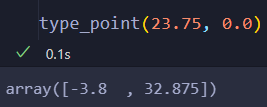 type_point(23.75, 0.0)
0.1s
array([-3.8  , 32.875])